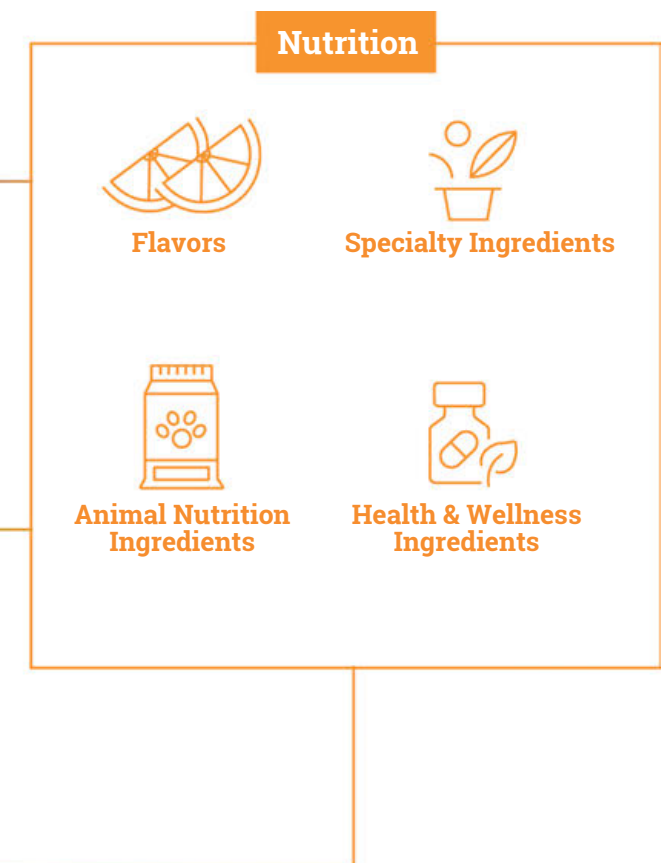 Nutrition
Flavors
Specialty Ingredients
Animal Nutrition
Ingredients
Health & Wellness
Ingredients